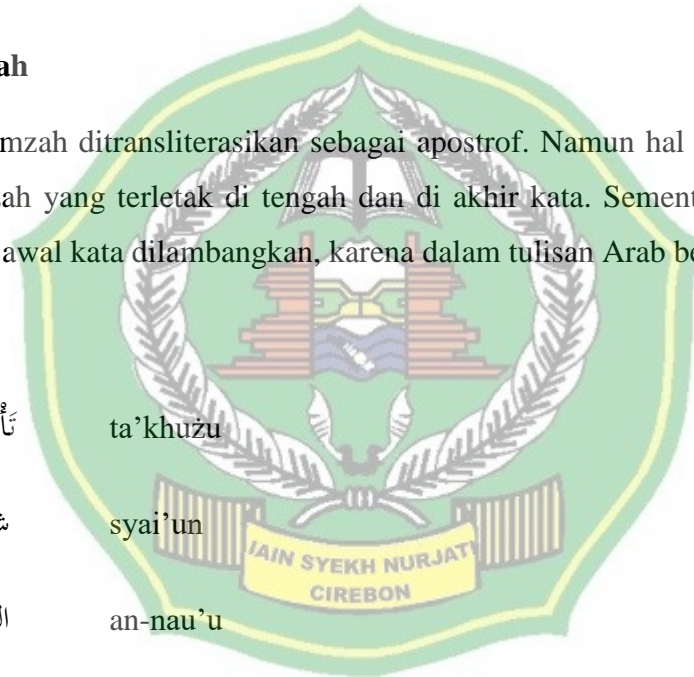 ah
mzah ditransliterasikan sebagai apostrof. Namun hal
zah yang terletak di tengah dan di akhir kata. Sement
awal kata dilambangkan, karena dalam tulisan Arab be
ta’khużu
syai’un
an-nau’u
IAIN SYEKH NURJATI
CIREBON